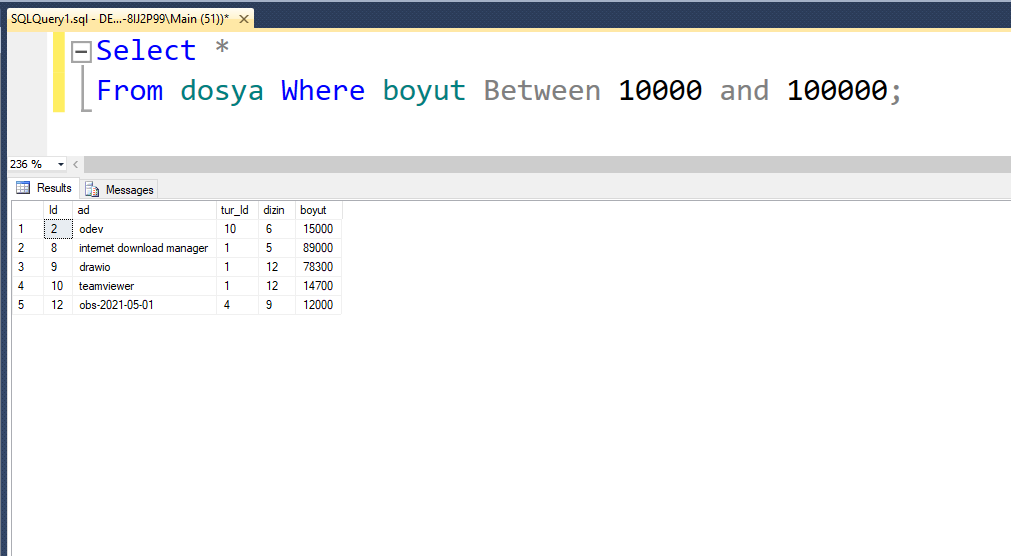 SQLQuery1.sql - DE...-8IJ2P99\Main (51))*
Select *
From dosya Where boyut Between 10000 and 100000;
236 %
Results Messages
Id ad tur_Id dizin boyut
1 2 odev 10 6 15000
2 8 internet download manager 1 5 89000
3 9 drawio 1 12 78300
4 10 teamviewer 1 12 14700
5 12 obs-2021-05-01 4 9 12000